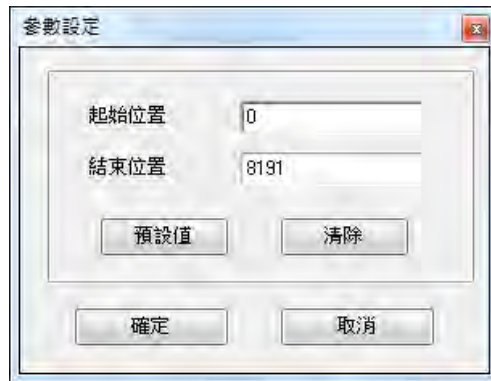 參數設定
起始位置 0
結束位置 8191
預設值 清除
確定 取消